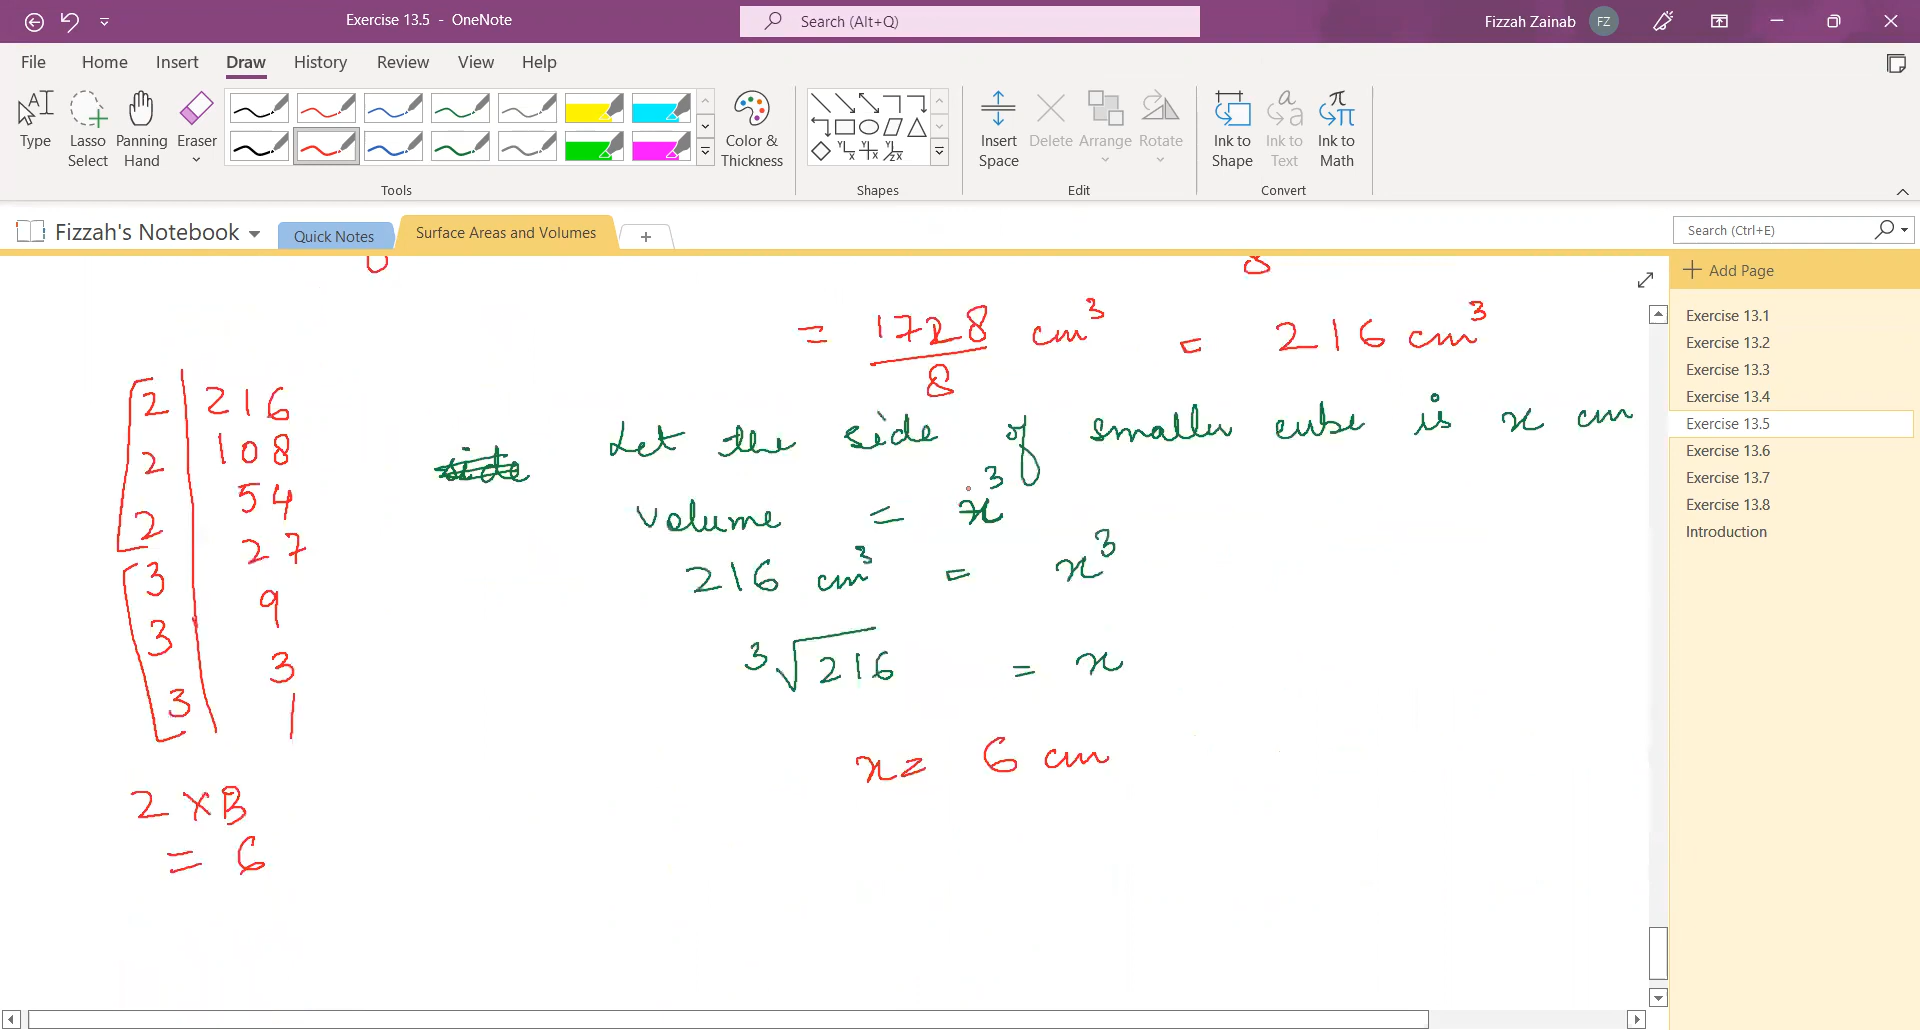 Exercise 13.5 - OneNote
Search (Alt+Q)
Fizzah Zainab FZ
File Home Insert Draw History Review View Help
Type
Lasso Select
Panning Hand
Eraser
Color & Thickness
Insert Space
Delete
Arrange
Rotate
Ink to Shape
Ink to Text
Ink to Math
Tools
Shapes
Edit
Convert
Fizzah's Notebook
Quick Notes
Surface Areas and Volumes
Search (Ctrl+E)
Add Page
Exercise 13.1
Exercise 13.2
Exercise 13.3
Exercise 13.4
Exercise 13.5
Exercise 13.6
Exercise 13.7
Exercise 13.8
Introduction
= 1728/8 cm³ = 216 cm³
2 | 216
2 | 108
2 | 54
3 | 27
3 | 9
3 | 3
1
2 × 3
= 6
side
Let the side of smaller cube is x cm
volume = x³
216 cm³ = x³
³√216 = x
x = 6 cm